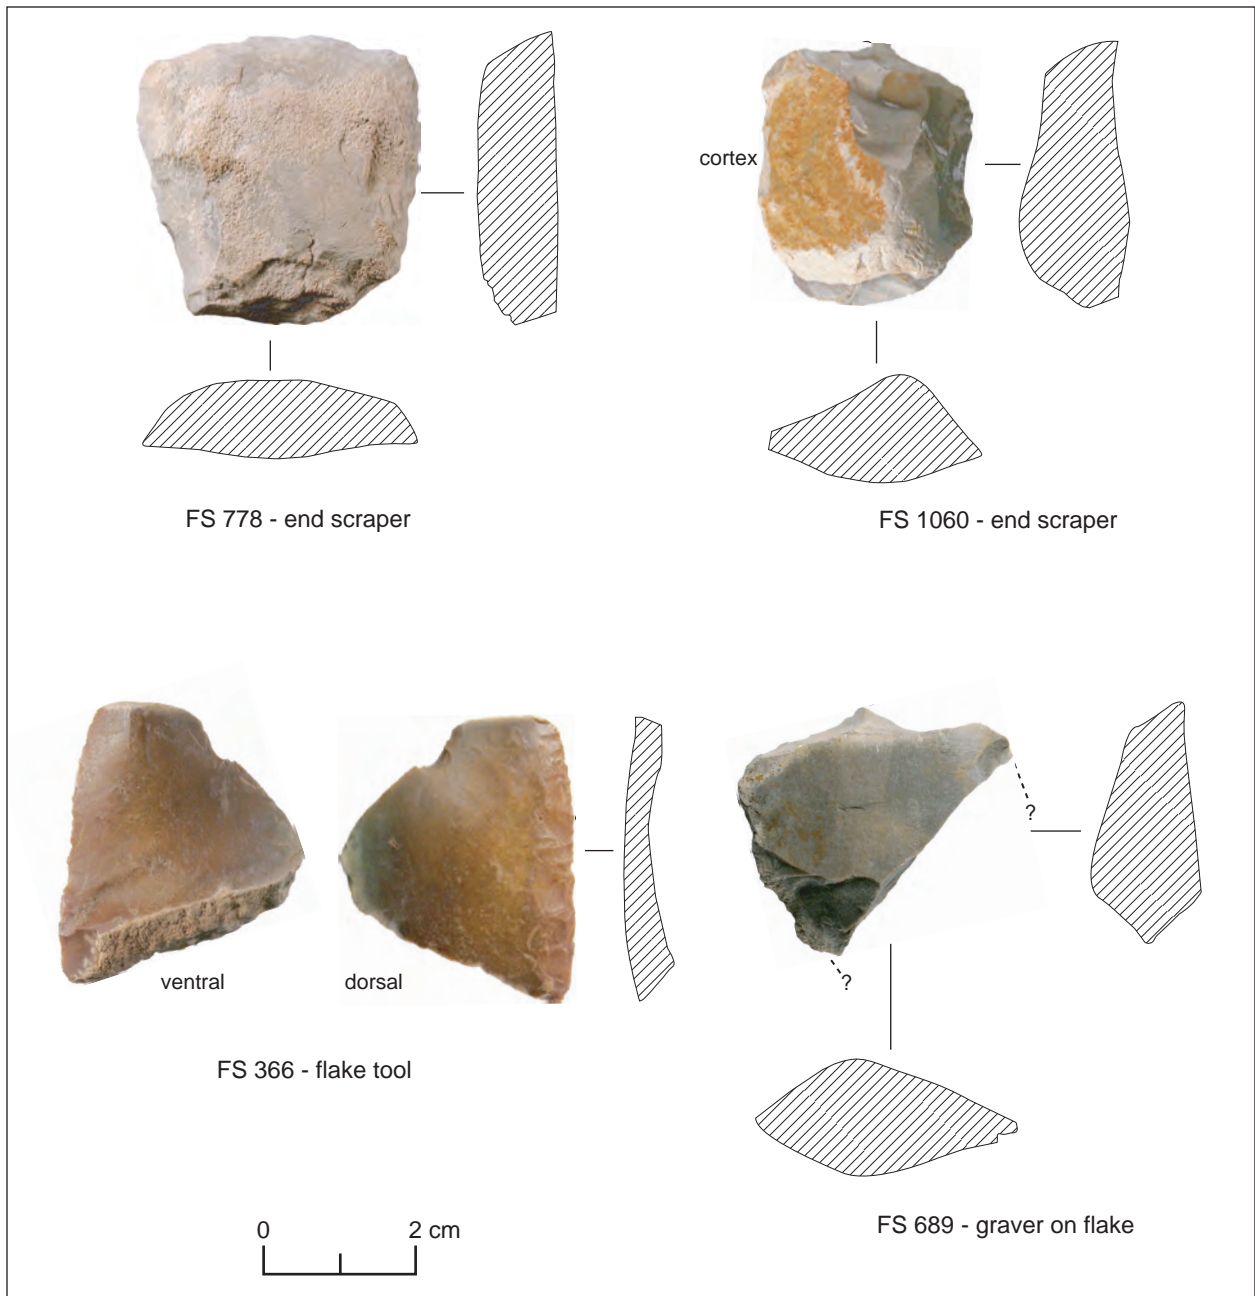 cortex
FS 778 - end scraper
FS 1060 - end scraper
?
ventral
dorsal
?
FS 366 - flake tool
0 2 cm
FS 689 - graver on flake